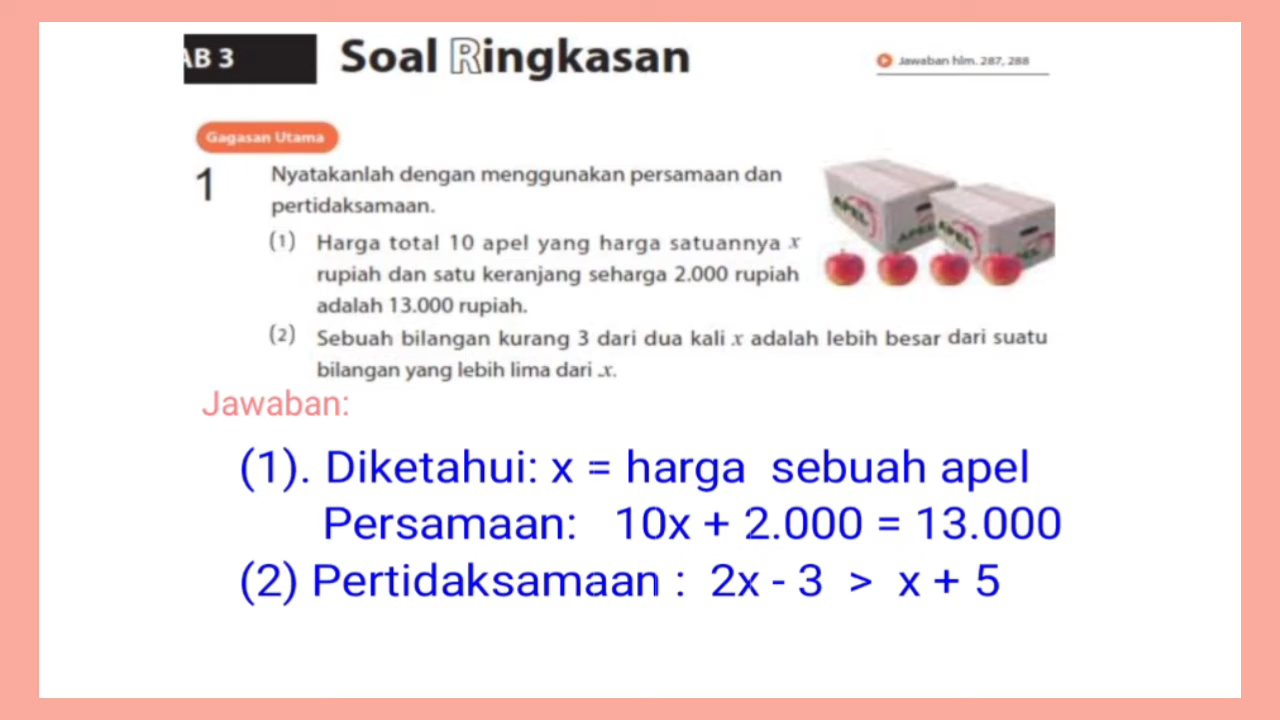 AB 3
Soal Ringkasan
Jawaban hlm. 287, 288
Gagasan Utama
1
Nyatakanlah dengan menggunakan persamaan dan
pertidaksamaan.
(1) Harga total 10 apel yang harga satuannya x
rupiah dan satu keranjang seharga 2.000 rupiah
adalah 13.000 rupiah.
(2) Sebuah bilangan kurang 3 dari dua kali x adalah lebih besar dari suatu
bilangan yang lebih lima dari x.
APEL
APEL
APEL
Jawaban:
(1). Diketahui: x = harga sebuah apel
Persamaan: 10x + 2.000 = 13.000
(2) Pertidaksamaan : 2x - 3 > x + 5